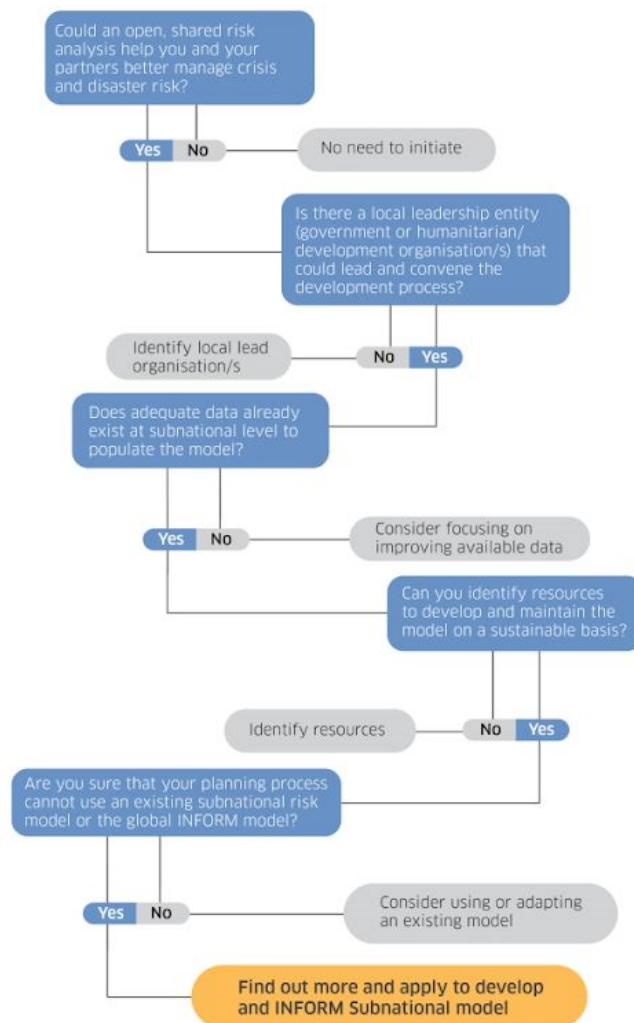 Could an open, shared risk
analysis help you and your
partners better manage crisis
and disaster risk?
Yes No
No need to initiate
Is there a local leadership entity
(government or humanitarian/
development organisation/s) that
could lead and convene the
development process?
No Yes
Identify local lead
organisation/s
Does adequate data already
exist at subnational level to
populate the model?
Yes No
Consider focusing on
improving available data
Can you identify resources
to develop and maintain the
model on a sustainable basis?
No Yes
Identify resources
Are you sure that your planning process
cannot use an existing subnational risk
model or the global INFORM model?
Yes No
Consider using or adapting
an existing model
Find out more and apply to develop
and INFORM Subnational model